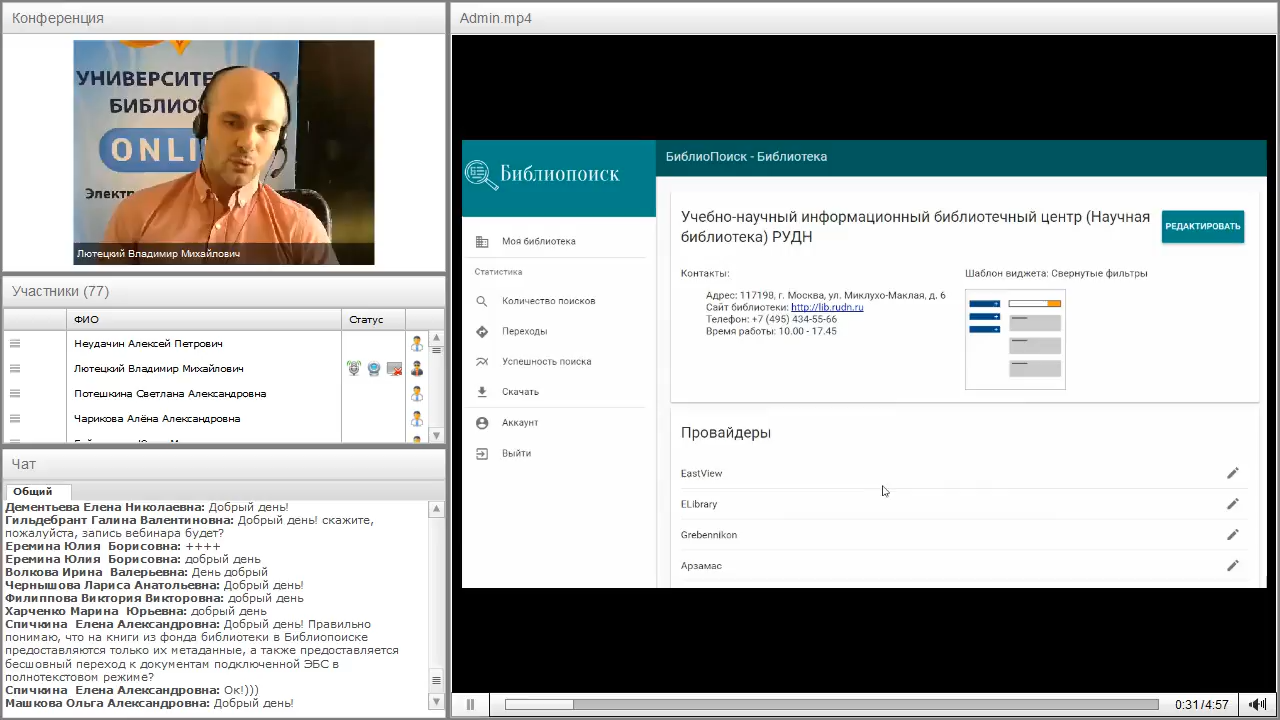 Конференция
УНИВЕРСИТЕ
БИБЛИО
ONLI
Элект
Лютецкий Владимир Михайлович
Участники (77)
ФИО
Статус
Неудачин Алексей Петрович
Лютецкий Владимир Михайлович
Потешкина Светлана Александровна
Чарикова Алёна Александровна
Чат
Общий
Дементьева Елена Николаевна: Добрый день!
Гильдебрант Галина Валентиновна: Добрый день! скажите,
пожалуйста, запись вебинара будет?
Еремина Юлия Борисовна: ++++
Еремина Юлия Борисовна: добрый день
Волкова Ирина Валерьевна: День добрый
Чернышова Лариса Анатольевна: Добрый день!
Филиппова Виктория Викторовна: добрый день
Харченко Марина Юрьевна: добрый день
Спичкина Елена Александровна: Добрый день! Правильно
понимаю, что на книги из фонда библиотеки в Библиопоиске
предоставляются только их метаданные, а также предоставляется
бесшовный переход к документам подключенной ЭБС в
полнотекстовом режиме?
Спичкина Елена Александровна: Ок!)))
Машкова Ольга Александровна: Добрый день!
Admin.mp4
Библиопоиск
БиблиоПоиск - Библиотека
Моя библиотека
Статистика
Количество поисков
Переходы
Успешность поиска
Скачать
Аккаунт
Выйти
Учебно-научный информационный библиотечный центр (Научная
библиотека) РУДН
РЕДАКТИРОВАТЬ
Контакты:
Адрес: 117198, г. Москва, ул. Миклухо-Маклая, д. 6
Сайт библиотеки: http://lib.rudn.ru
Телефон: +7 (495) 434-55-66
Время работы: 10.00 - 17.45
Шаблон виджета: Свернутые фильтры
Провайдеры
EastView
ELibrary
Grebennikon
Арзамас
0:31/4:57